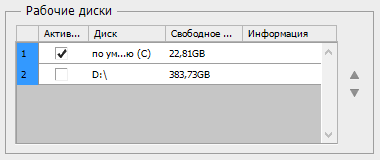 Рабочие диски
Актив... Диск Свободное ... Информация
1 по ум...ю (C) 22,81GB
2 D:\ 383,73GB